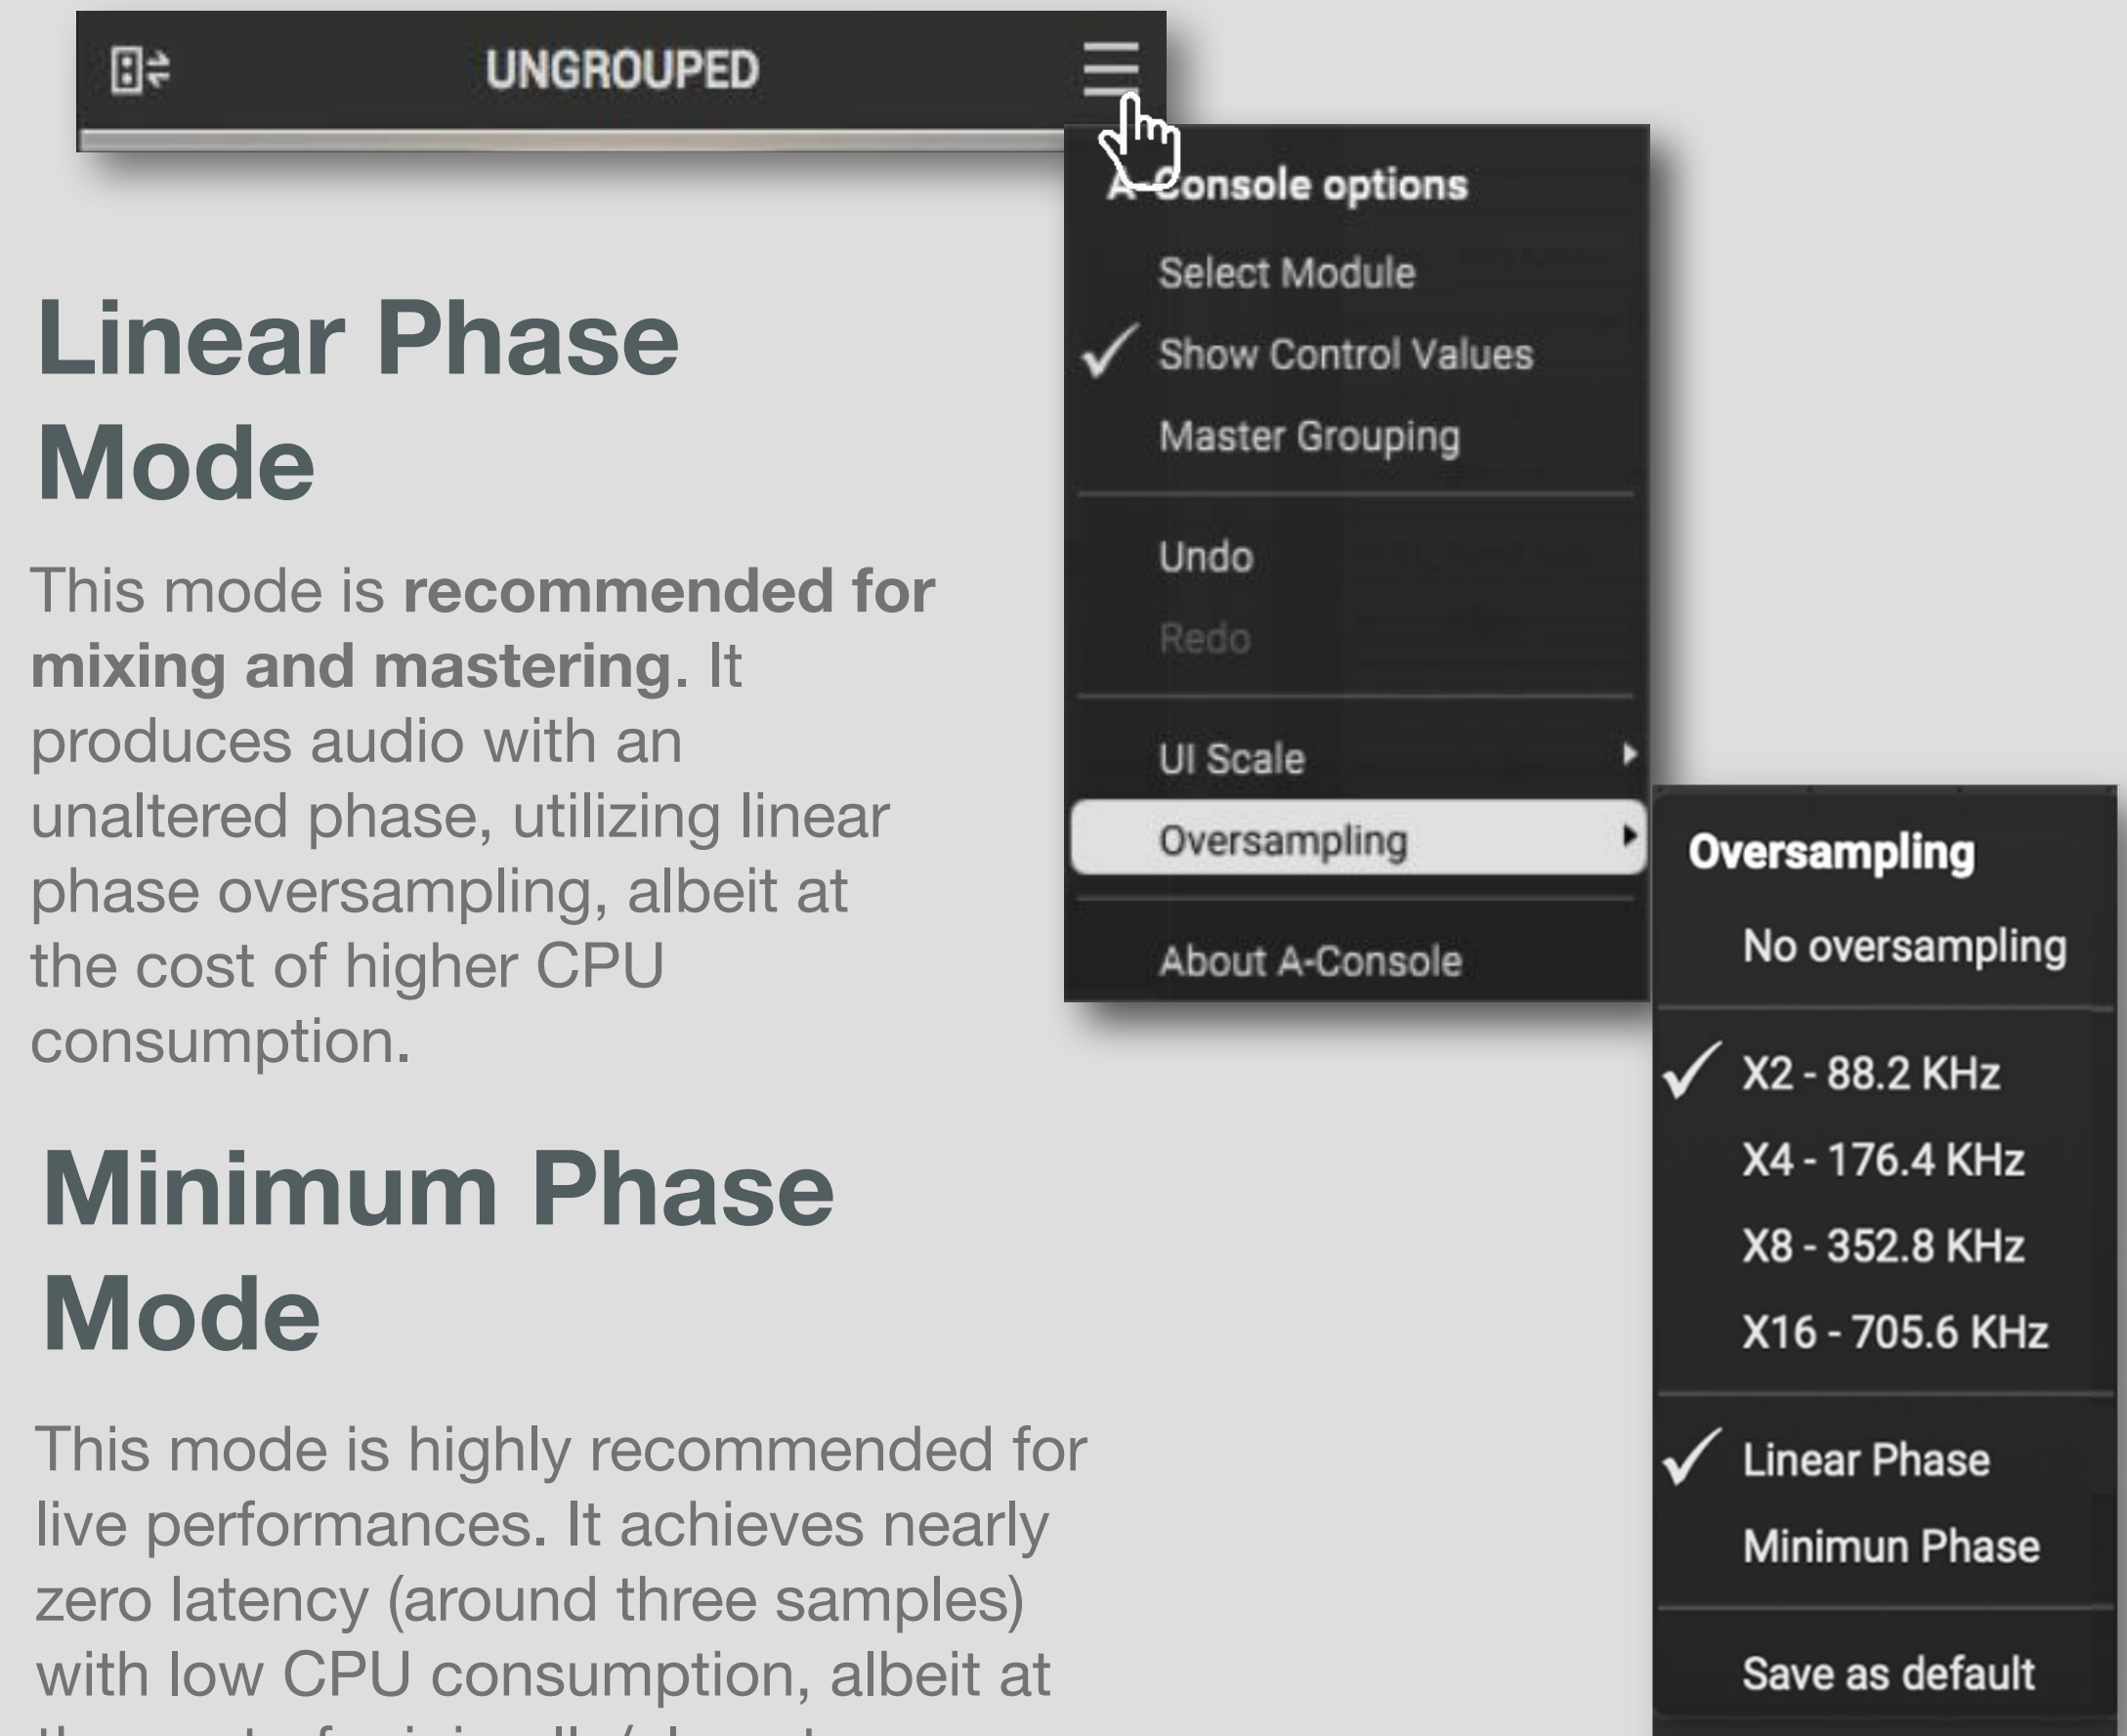 UNGROUPED
A-Console options
Select Module
Show Control Values
Master Grouping
Undo
Redo
UI Scale
Oversampling
About A-Console
Oversampling
No oversampling
X2 - 88.2 KHz
X4 - 176.4 KHz
X8 - 352.8 KHz
X16 - 705.6 KHz
Linear Phase
Minimun Phase
Save as default
Linear Phase
Mode
This mode is recommended for
mixing and mastering. It
produces audio with an
unaltered phase, utilizing linear
phase oversampling, albeit at
the cost of higher CPU
consumption.
Minimum Phase
Mode
This mode is highly recommended for
live performances. It achieves nearly
zero latency (around three samples)
with low CPU consumption, albeit at